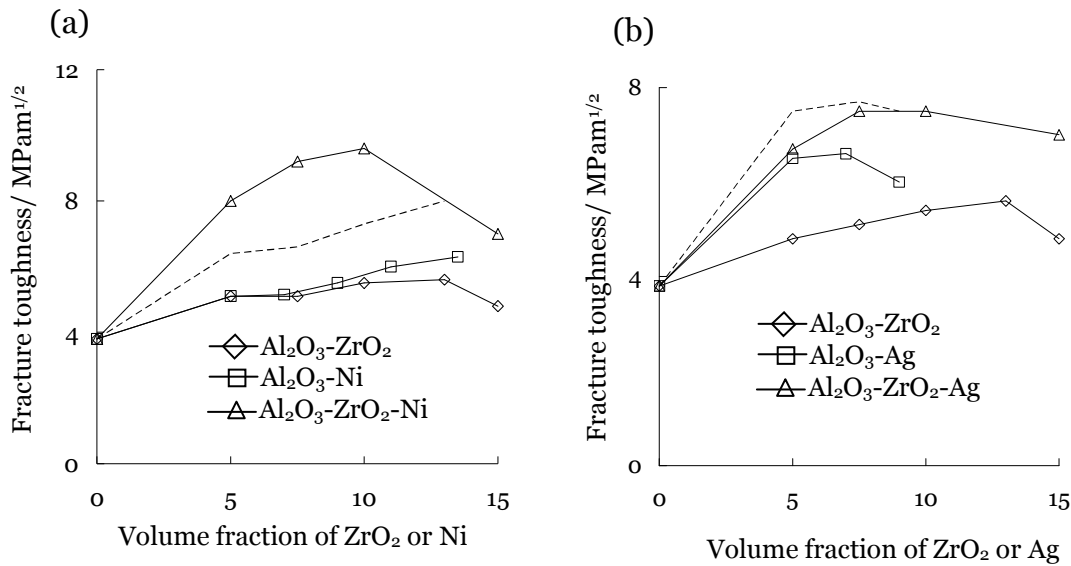 (a)
12
8
4
0
0
5
10
15
Fracture toughness/ MPam¹/²
Al₂O₃-ZrO₂
Al₂O₃-Ni
Al₂O₃-ZrO₂-Ni
Volume fraction of ZrO₂ or Ni
(b)
8
4
0
0
5
10
15
Fracture toughness/ MPam¹/²
Al₂O₃-ZrO₂
Al₂O₃-Ag
Al₂O₃-ZrO₂-Ag
Volume fraction of ZrO₂ or Ag